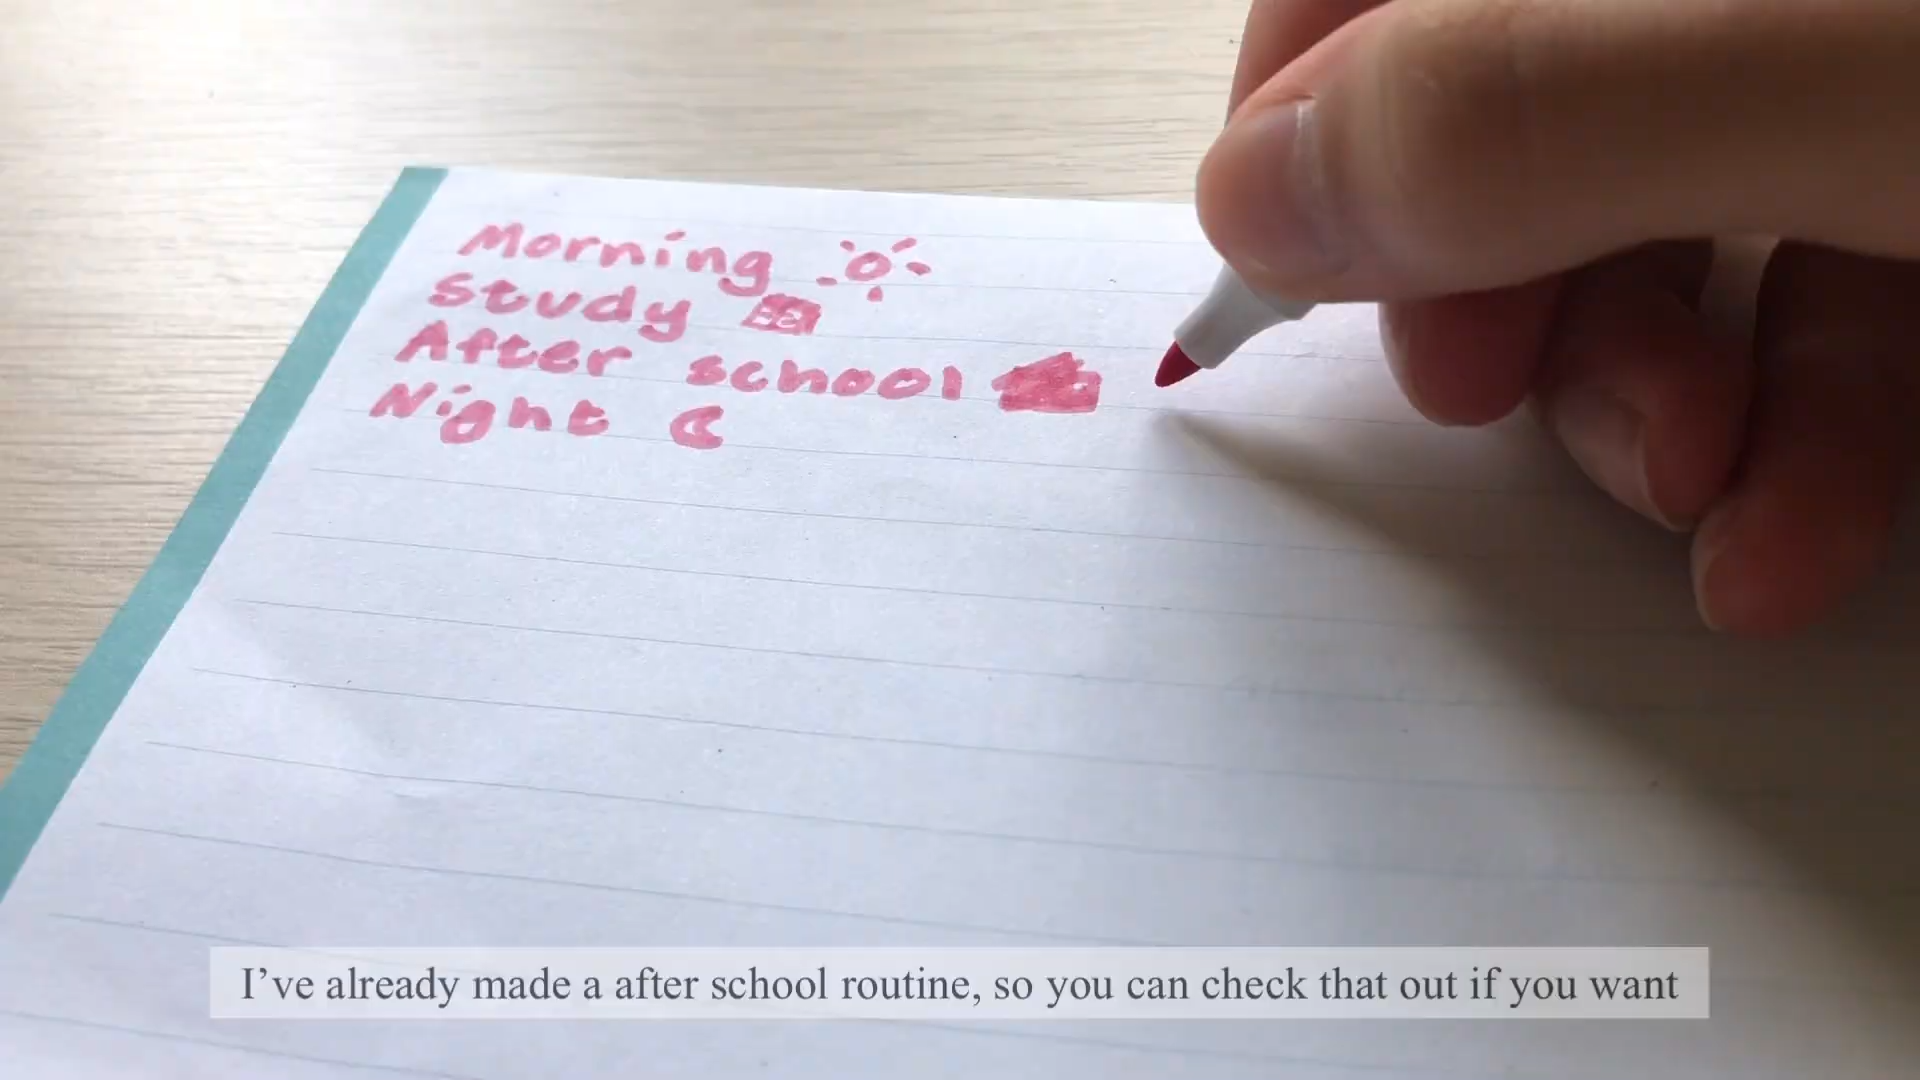 Morning
Study
After school
Night
I’ve already made a after school routine, so you can check that out if you want